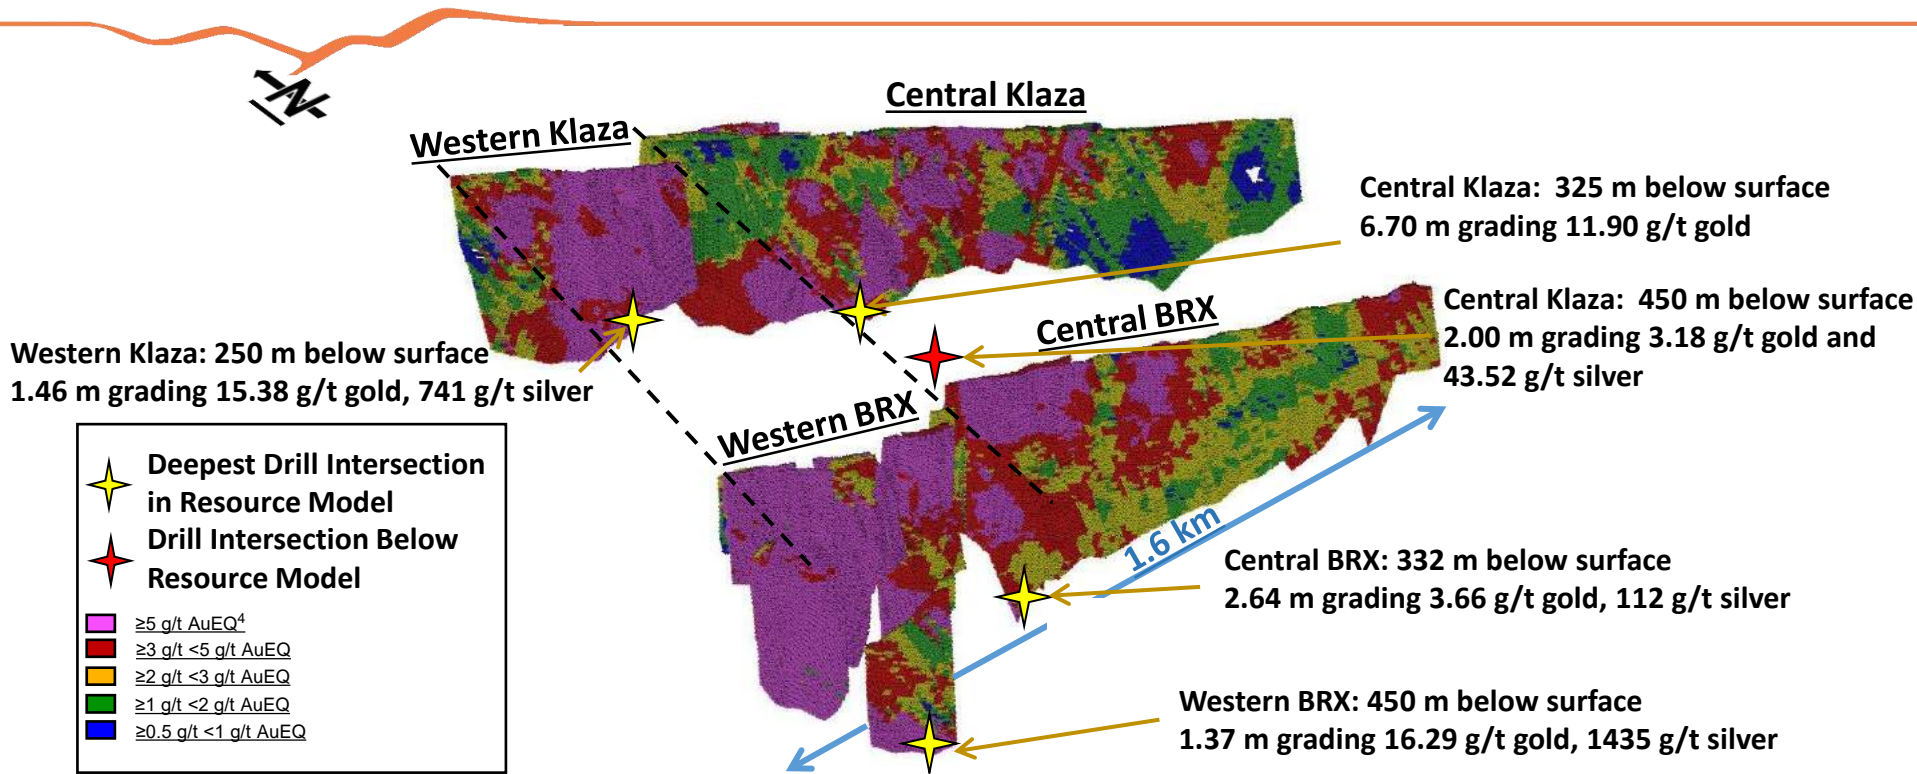 N
Central Klaza
Western Klaza
Central Klaza: 325 m below surface
6.70 m grading 11.90 g/t gold
Central BRX
Central Klaza: 450 m below surface
2.00 m grading 3.18 g/t gold and
43.52 g/t silver
Western Klaza: 250 m below surface
1.46 m grading 15.38 g/t gold, 741 g/t silver
Western BRX
Deepest Drill Intersection
in Resource Model
Drill Intersection Below
Resource Model
≥5 g/t AuEQ⁴
≥3 g/t <5 g/t AuEQ
≥2 g/t <3 g/t AuEQ
≥1 g/t <2 g/t AuEQ
≥0.5 g/t <1 g/t AuEQ
1.6 km
Central BRX: 332 m below surface
2.64 m grading 3.66 g/t gold, 112 g/t silver
Western BRX: 450 m below surface
1.37 m grading 16.29 g/t gold, 1435 g/t silver